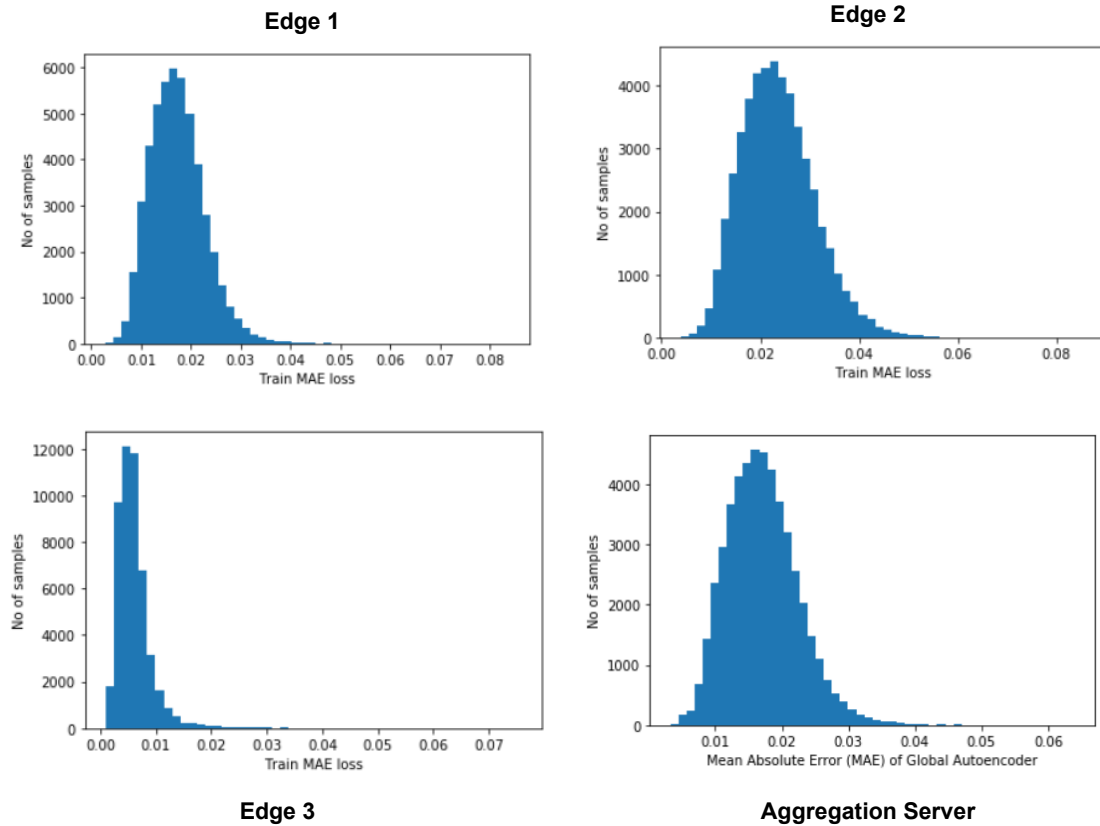 Edge 1
6000
5000
4000
3000
2000
1000
0
No of samples
0.00 0.01 0.02 0.03 0.04 0.05 0.06 0.07 0.08
Train MAE loss
Edge 2
4000
3000
2000
1000
0
No of samples
0.00 0.02 0.04 0.06 0.08
Train MAE loss
12000
10000
8000
6000
4000
2000
0
No of samples
0.00 0.01 0.02 0.03 0.04 0.05 0.06 0.07
Train MAE loss
Edge 3
4000
3000
2000
1000
0
No of samples
0.01 0.02 0.03 0.04 0.05 0.06
Mean Absolute Error (MAE) of Global Autoencoder
Aggregation Server